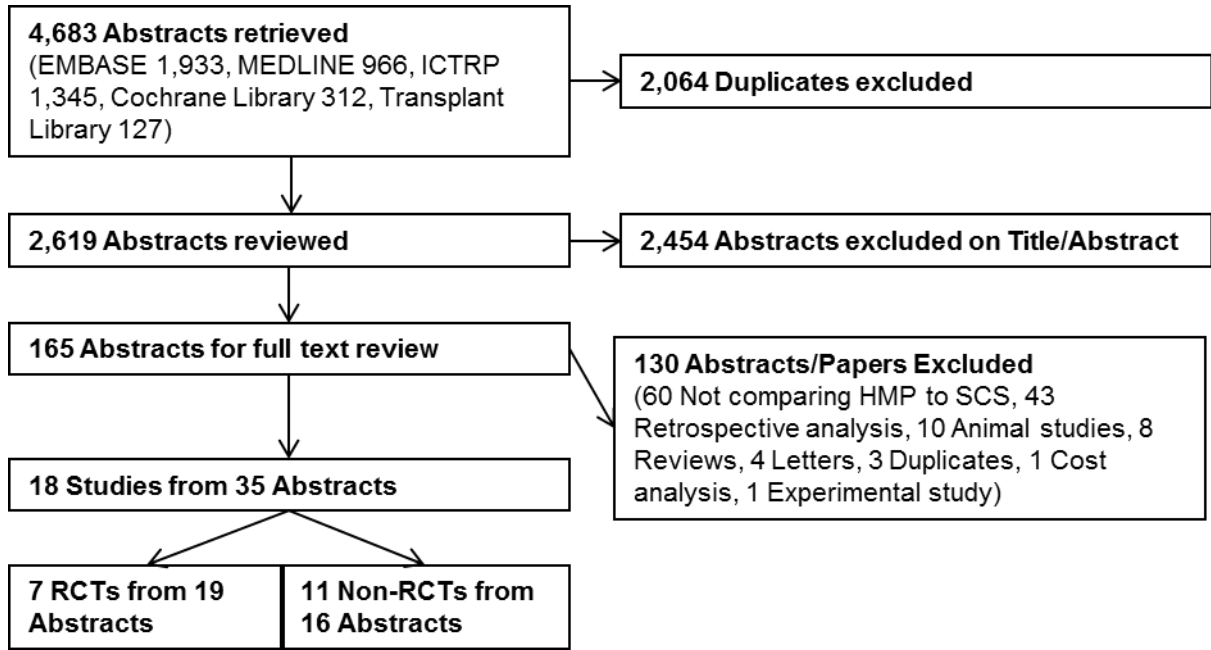 4,683 Abstracts retrieved
(EMBASE 1,933, MEDLINE 966, ICTRP
1,345, Cochrane Library 312, Transplant
Library 127)
2,064 Duplicates excluded
2,619 Abstracts reviewed
2,454 Abstracts excluded on Title/Abstract
165 Abstracts for full text review
130 Abstracts/Papers Excluded
(60 Not comparing HMP to SCS, 43
Retrospective analysis, 10 Animal studies, 8
Reviews, 4 Letters, 3 Duplicates, 1 Cost
analysis, 1 Experimental study)
18 Studies from 35 Abstracts
7 RCTs from 19
Abstracts
11 Non-RCTs from
16 Abstracts